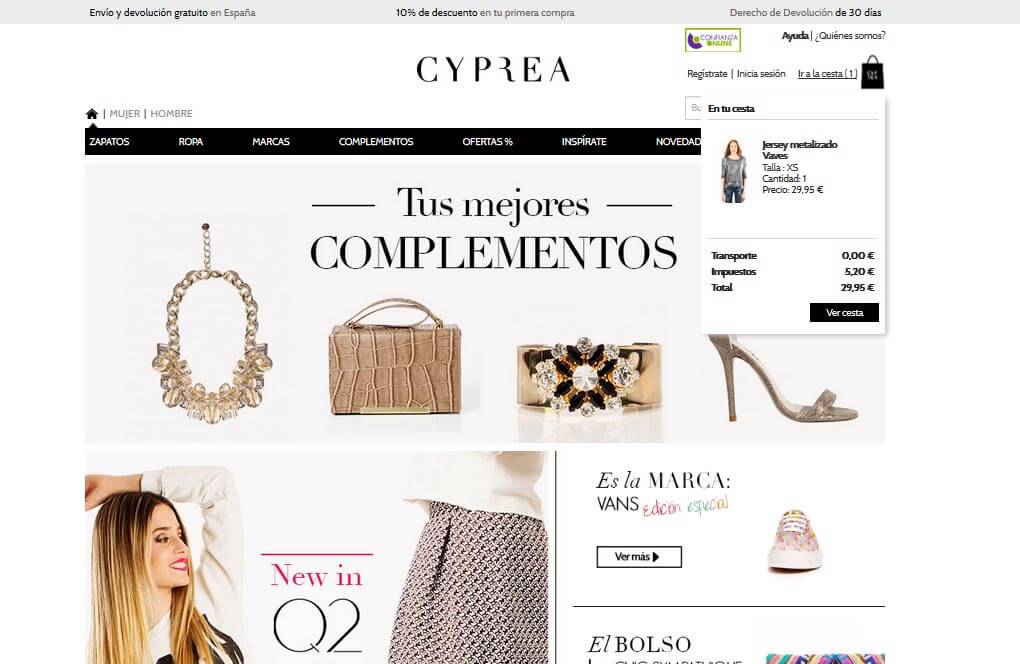 Envío y devolución gratuito en España
10% de descuento en tu primera compra
Derecho de Devolución de 30 días
CONFIANZA
ONLINE
Ayuda | ¿Quiénes somos?
CYPREA
Regístrate | Inicia sesión Ir a la cesta ( 1 )
| MUJER | HOMBRE
Bu
En tu cesta
ZAPATOS ROPA MARCAS COMPLEMENTOS OFERTAS % INSPÍRATE NOVEDAD
Jersey metalizado
Vaves
Talla : XS
Cantidad: 1
Precio: 29,95 €
Transporte 0,00 €
Impuestos 5,20 €
Total 29,95 €
Ver cesta
Tus mejores
COMPLEMENTOS
New in
Q2
Es la MARCA:
VANS Edición especial
Ver más
El BOLSO